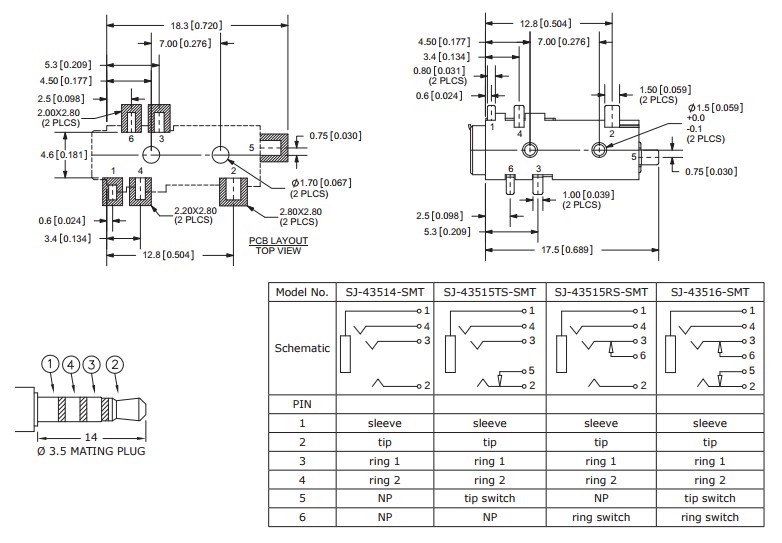 18.3 [0.720]
7.00 [0.276]
5.3 [0.209]
4.50 [0.177]
2.5 [0.098]
2.00X2.80
(2 PLCS)
6
3
5
0.75 [0.030]
4.6 [0.181]
1
4
2
Ø1.70 [0.067]
(2 PLCS)
0.6 [0.024]
2.20X2.80
(2 PLCS)
2.80X2.80
(2 PLCS)
3.4 [0.134]
PCB LAYOUT
TOP VIEW
12.8 [0.504]
12.8 [0.504]
4.50 [0.177]
7.00 [0.276]
3.4 [0.134]
0.80 [0.031]
(2 PLCS)
0.6 [0.024]
1.50 [0.059]
(2 PLCS)
Ø1.5 [0.059]
+0.0
-0.1
(2 PLCS)
1
4
2
5
0.75 [0.030]
6
3
1.00 [0.039]
(2 PLCS)
2.5 [0.098]
5.3 [0.209]
17.5 [0.689]
1 4 3 2
14
Ø 3.5 MATING PLUG
Model No. SJ-43514-SMT SJ-43515TS-SMT SJ-43515RS-SMT SJ-43516-SMT
Schematic
1
4
3
2
1
4
3
5
2
1
4
3
6
2
1
4
3
6
5
2
PIN
1 sleeve sleeve sleeve sleeve
2 tip tip tip tip
3 ring 1 ring 1 ring 1 ring 1
4 ring 2 ring 2 ring 2 ring 2
5 NP tip switch NP tip switch
6 NP NP ring switch ring switch